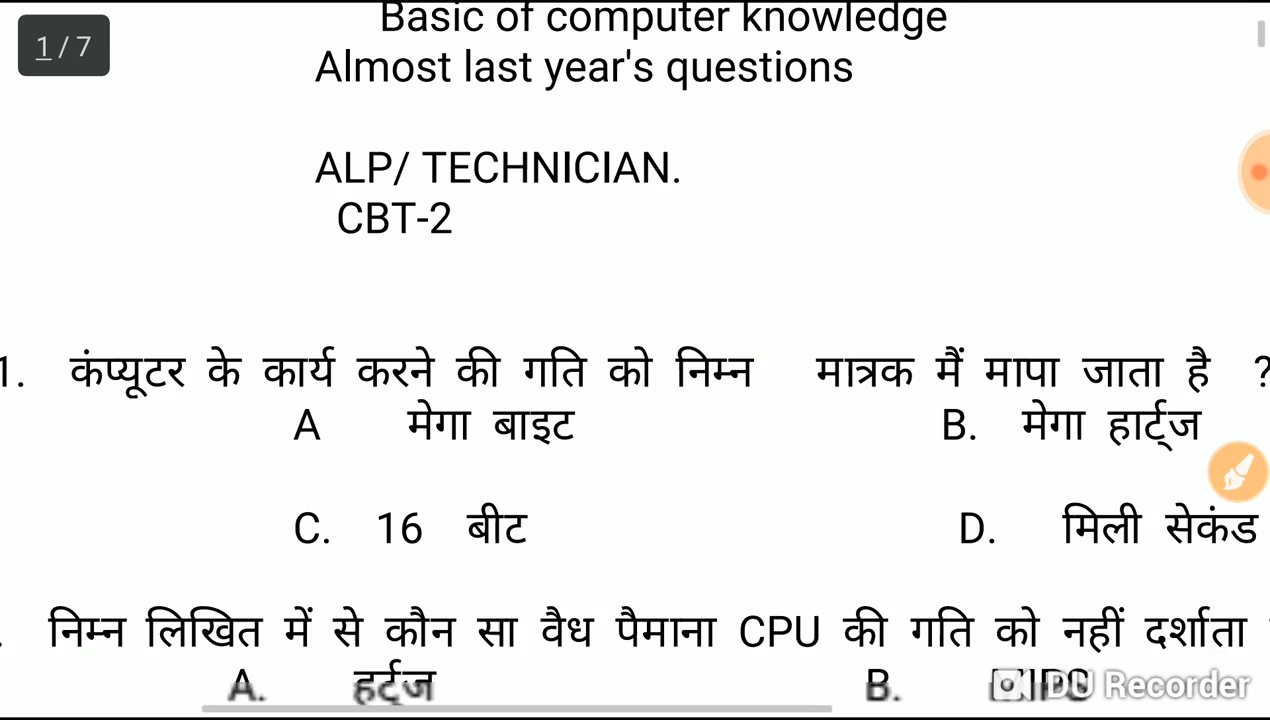 Basic of computer knowledge
1 / 7
Almost last year's questions
ALP/ TECHNICIAN.
CBT-2
1. कंप्यूटर के कार्य करने की गति को निम्न मात्रक मैं मापा जाता है ?
A मेगा बाइट B. मेगा हार्ट्ज
C. 16 बीट D. मिली सेकंड
. निम्न लिखित में से कौन सा वैध पैमाना CPU की गति को नहीं दर्शाता
A. हर्ट्ज B. MIPS
DU Recorder